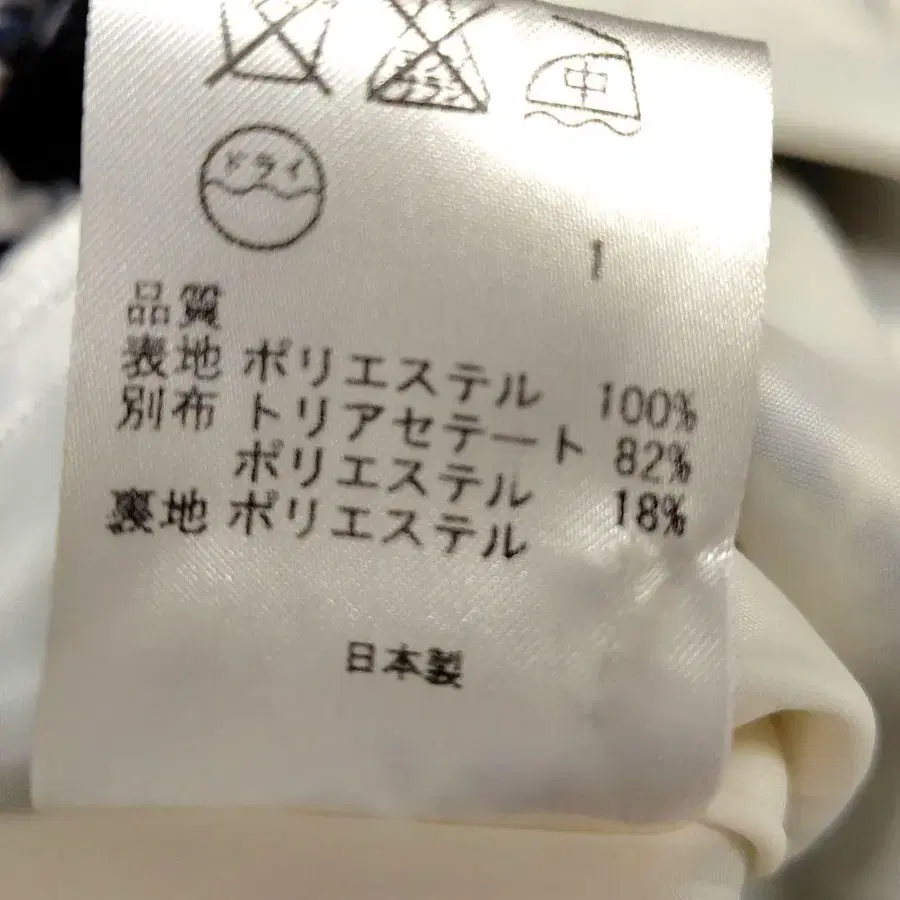 中
ドライ
1
品質
表地 ポリエステル 100%
別布 トリアセテート 82%
ポリエステル 18%
裏地 ポリエステル
日本製